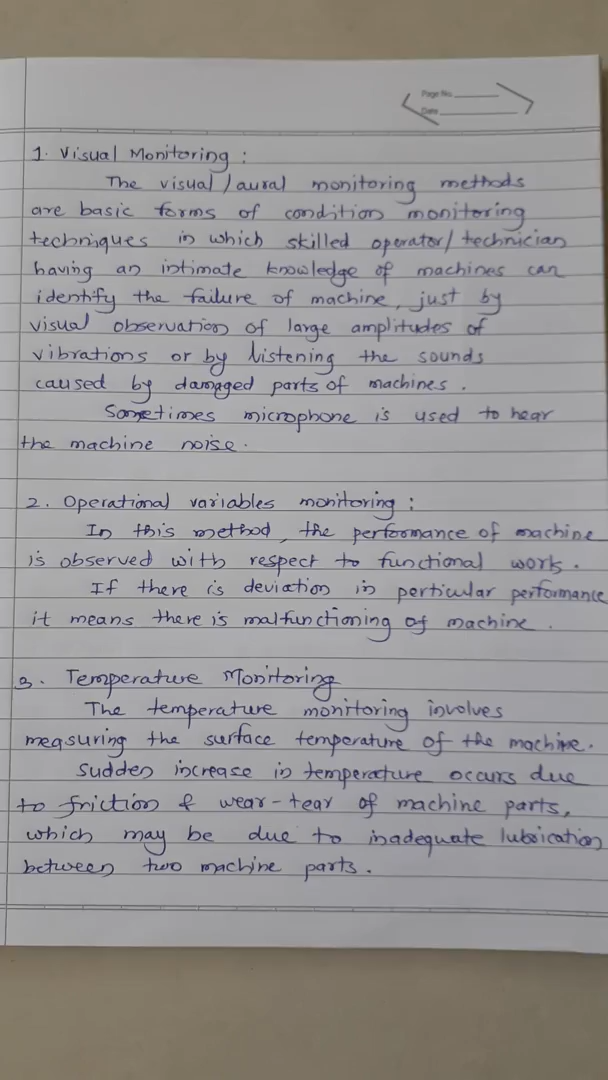 Page No.
Date
1. Visual Monitoring :
The visual /aural monitoring methods
are basic forms of condition monitoring
techniques in which skilled operator/ technician
having an intimate knowledge of machines can
identify the failure of machine, just by
visual observation of large amplitudes of
vibrations or by listening the sounds
caused by damaged parts of machines.
Sometimes microphone is used to hear
the machine noise.
2. Operational variables monitoring :
In this method, the performance of machine
is observed with respect to functional work.
If there is deviation in perticular performance
it means there is malfunctioning of machine.
3. Temperature Monitoring
The temperature monitoring involves
measuring the surface temperature of the machine.
Sudden increase in temperature occurs due
to friction & wear-tear of machine parts,
which may be due to inadequate lubrication
between two machine parts.